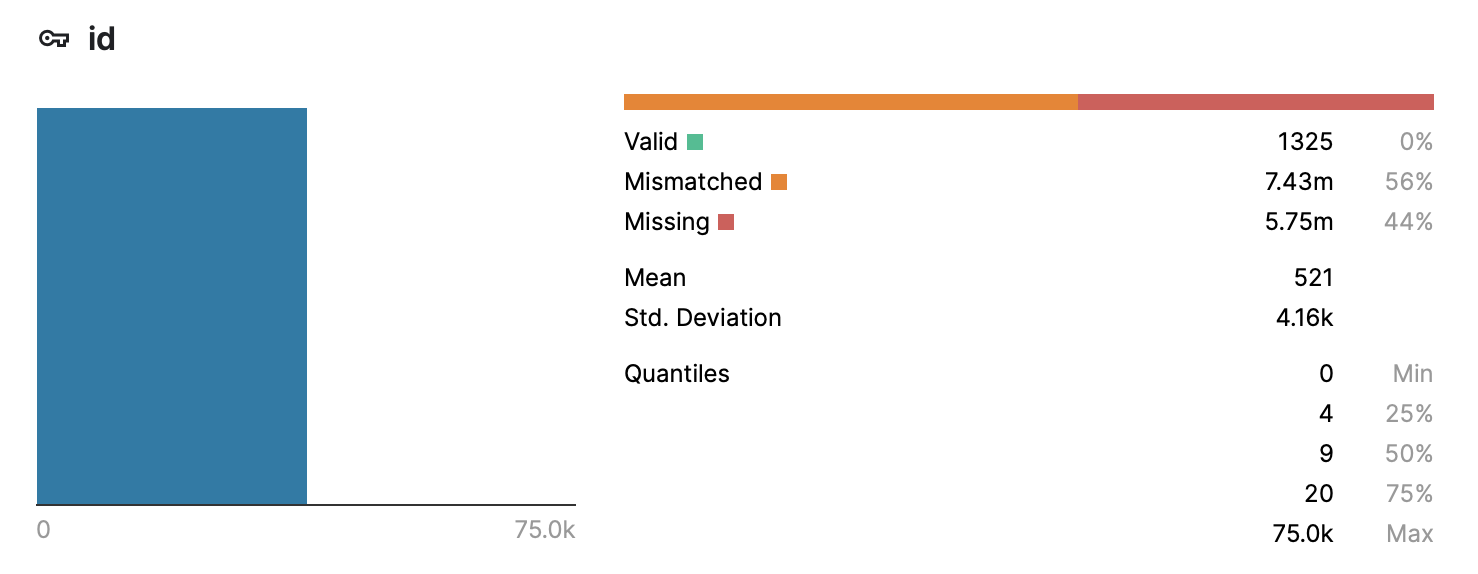 id
Valid 1325 0%
Mismatched 7.43m 56%
Missing 5.75m 44%
Mean 521
Std. Deviation 4.16k
Quantiles 0 Min
4 25%
9 50%
20 75%
75.0k Max
0 75.0k